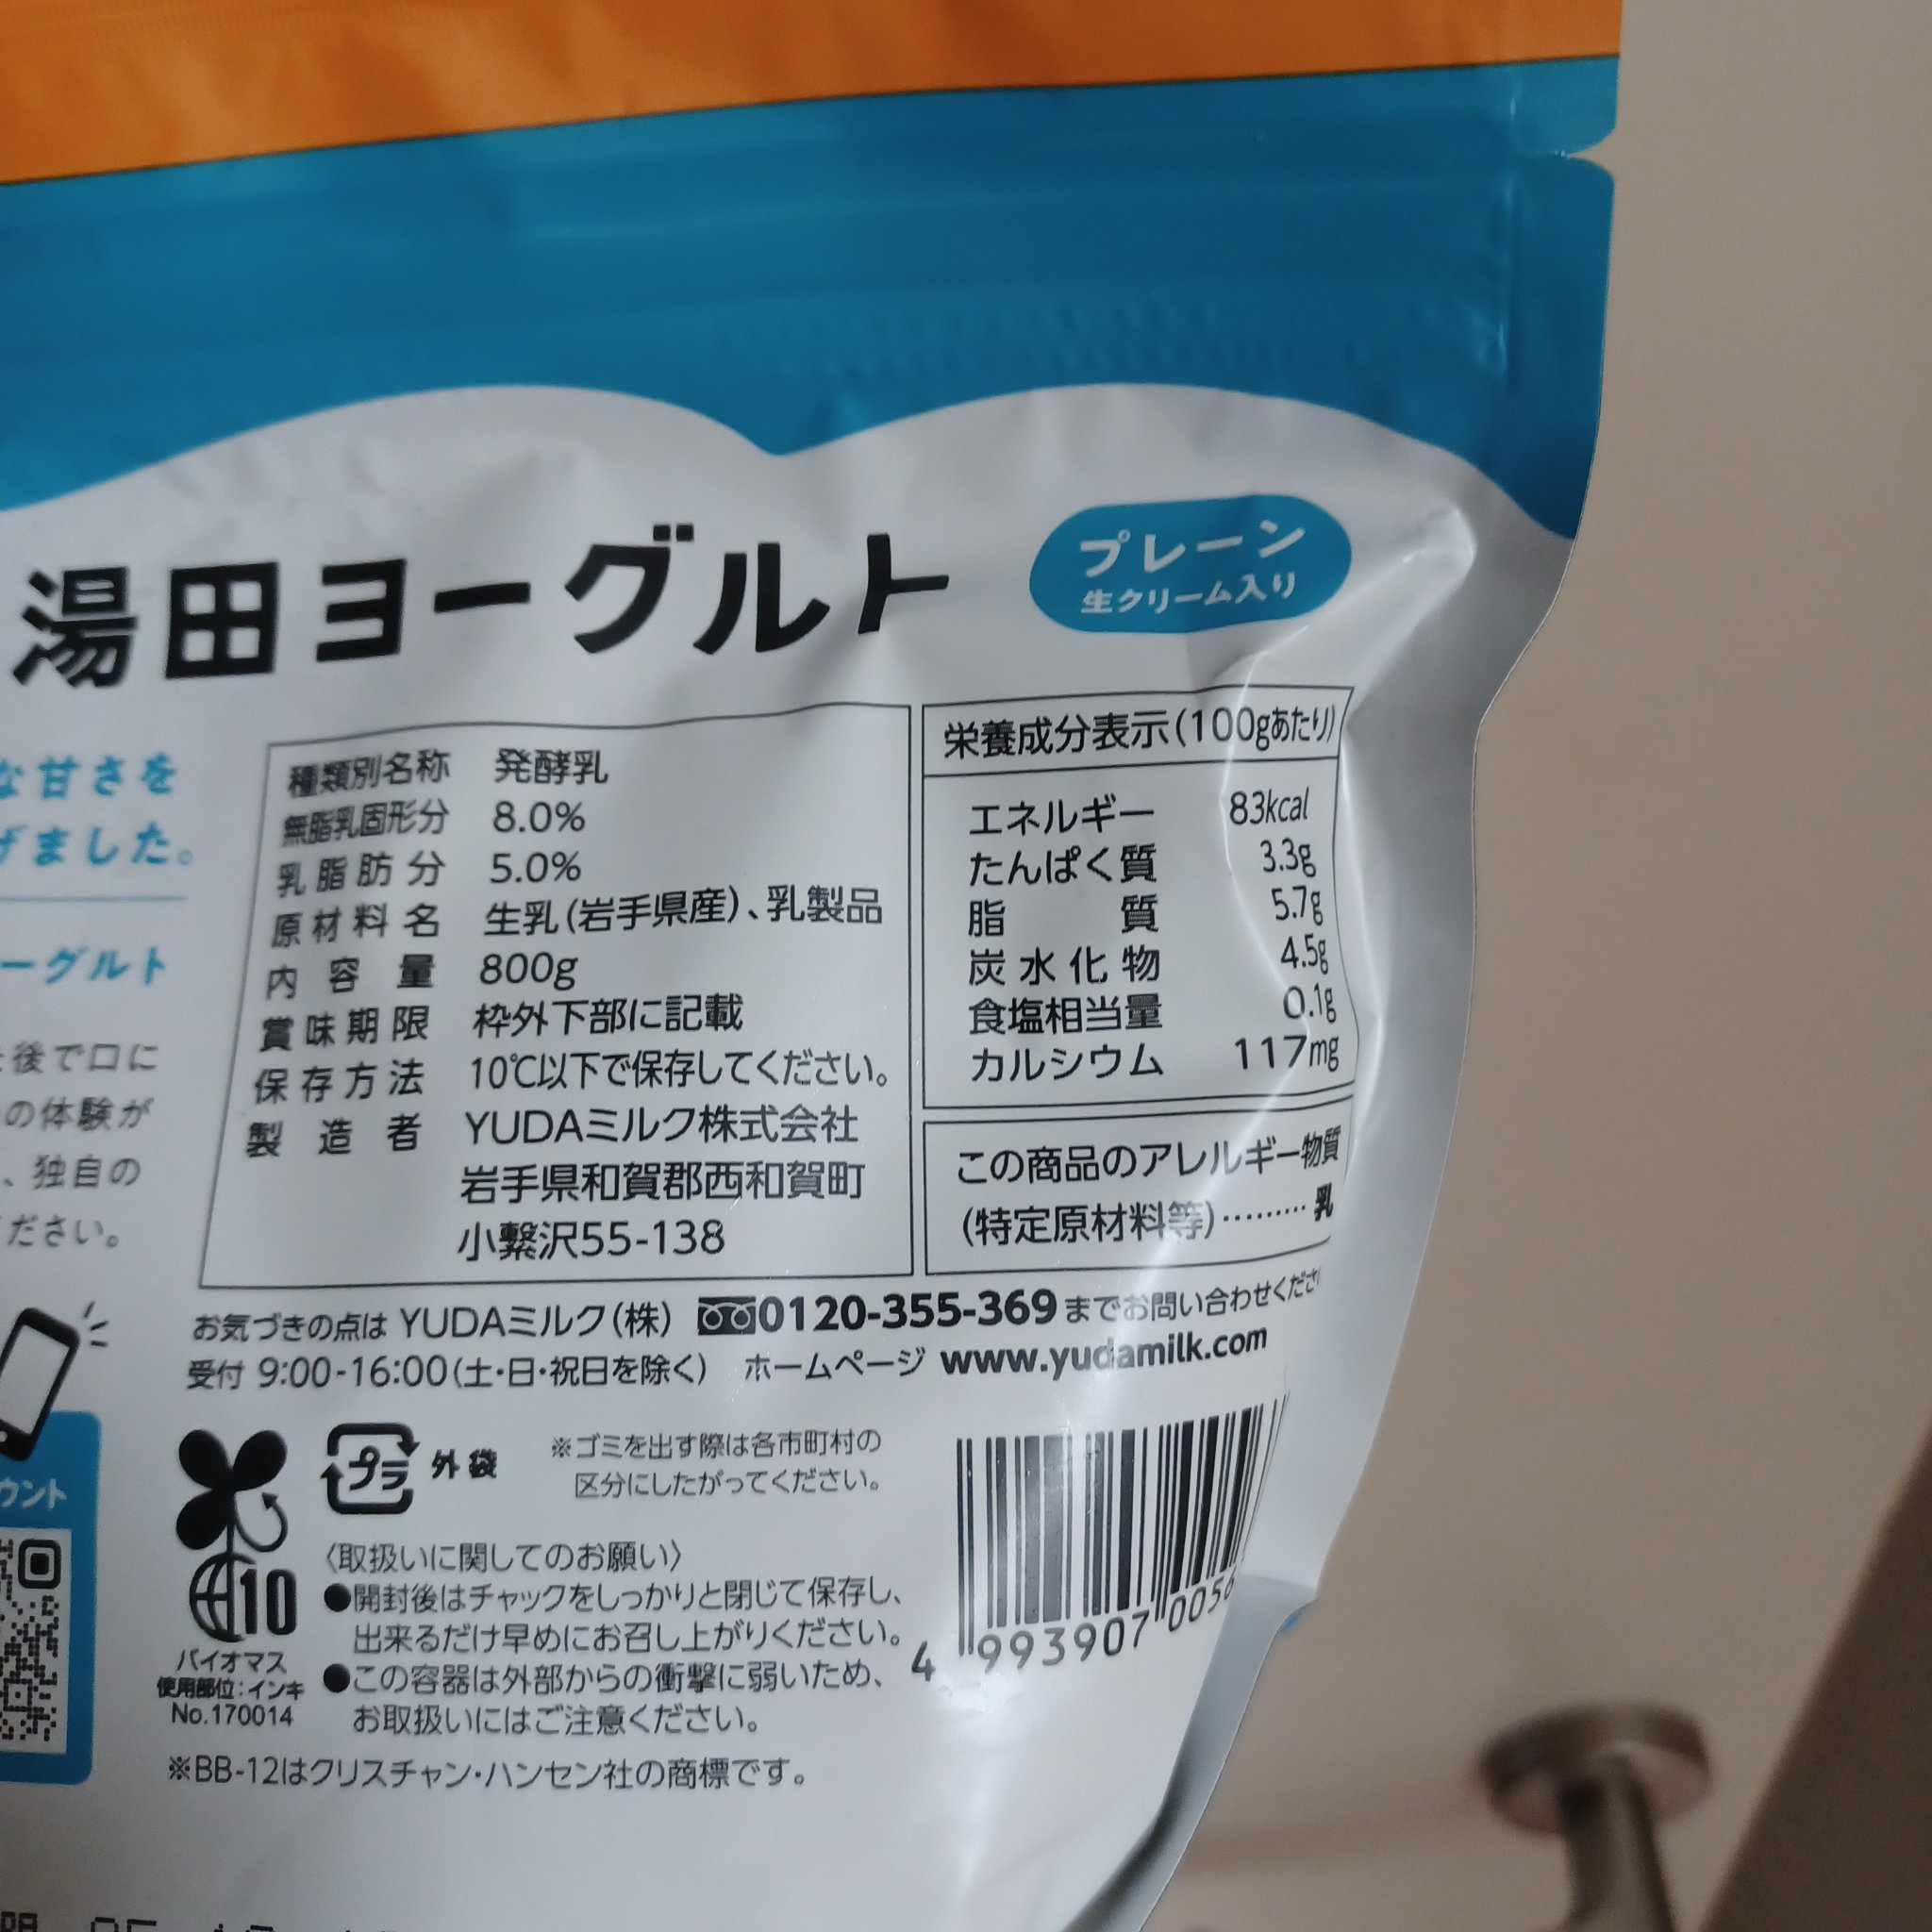 湯田ヨーグルト
プレーン
生クリーム入り
な甘さを
げました。
ーグルト
後で口に
の体験が
、独自の
ださい。
ウント
種類別名称 発酵乳
無脂乳固形分 8.0%
乳脂肪分 5.0%
原材料名 生乳(岩手県産)、乳製品
内容量 800g
賞味期限 枠外下部に記載
保存方法 10℃以下で保存してください。
製造者 YUDAミルク株式会社
岩手県和賀郡西和賀町
小繋沢55-138
栄養成分表示(100gあたり)
エネルギー 83kcal
たんぱく質 3.3g
脂質 5.7g
炭水化物 4.5g
食塩相当量 0.1g
カルシウム 117mg
この商品のアレルギー物質
(特定原材料等)………乳
お気づきの点は YUDAミルク(株) 0120-355-369までお問い合わせくださ
受付 9:00-16:00(土・日・祝日を除く) ホームページ www.yudamilk.com
プラ 外袋
※ゴミを出す際は各市町村の
区分にしたがってください。
10
バイオマス
使用部位:インキ
No.170014
〈取扱いに関してのお願い〉
●開封後はチャックをしっかりと閉じて保存し、
出来るだけ早めにお召し上がりください。
●この容器は外部からの衝撃に弱いため、
お取扱いにはご注意ください。
※BB-12はクリスチャン・ハンセン社の商標です。
4 993907 0056